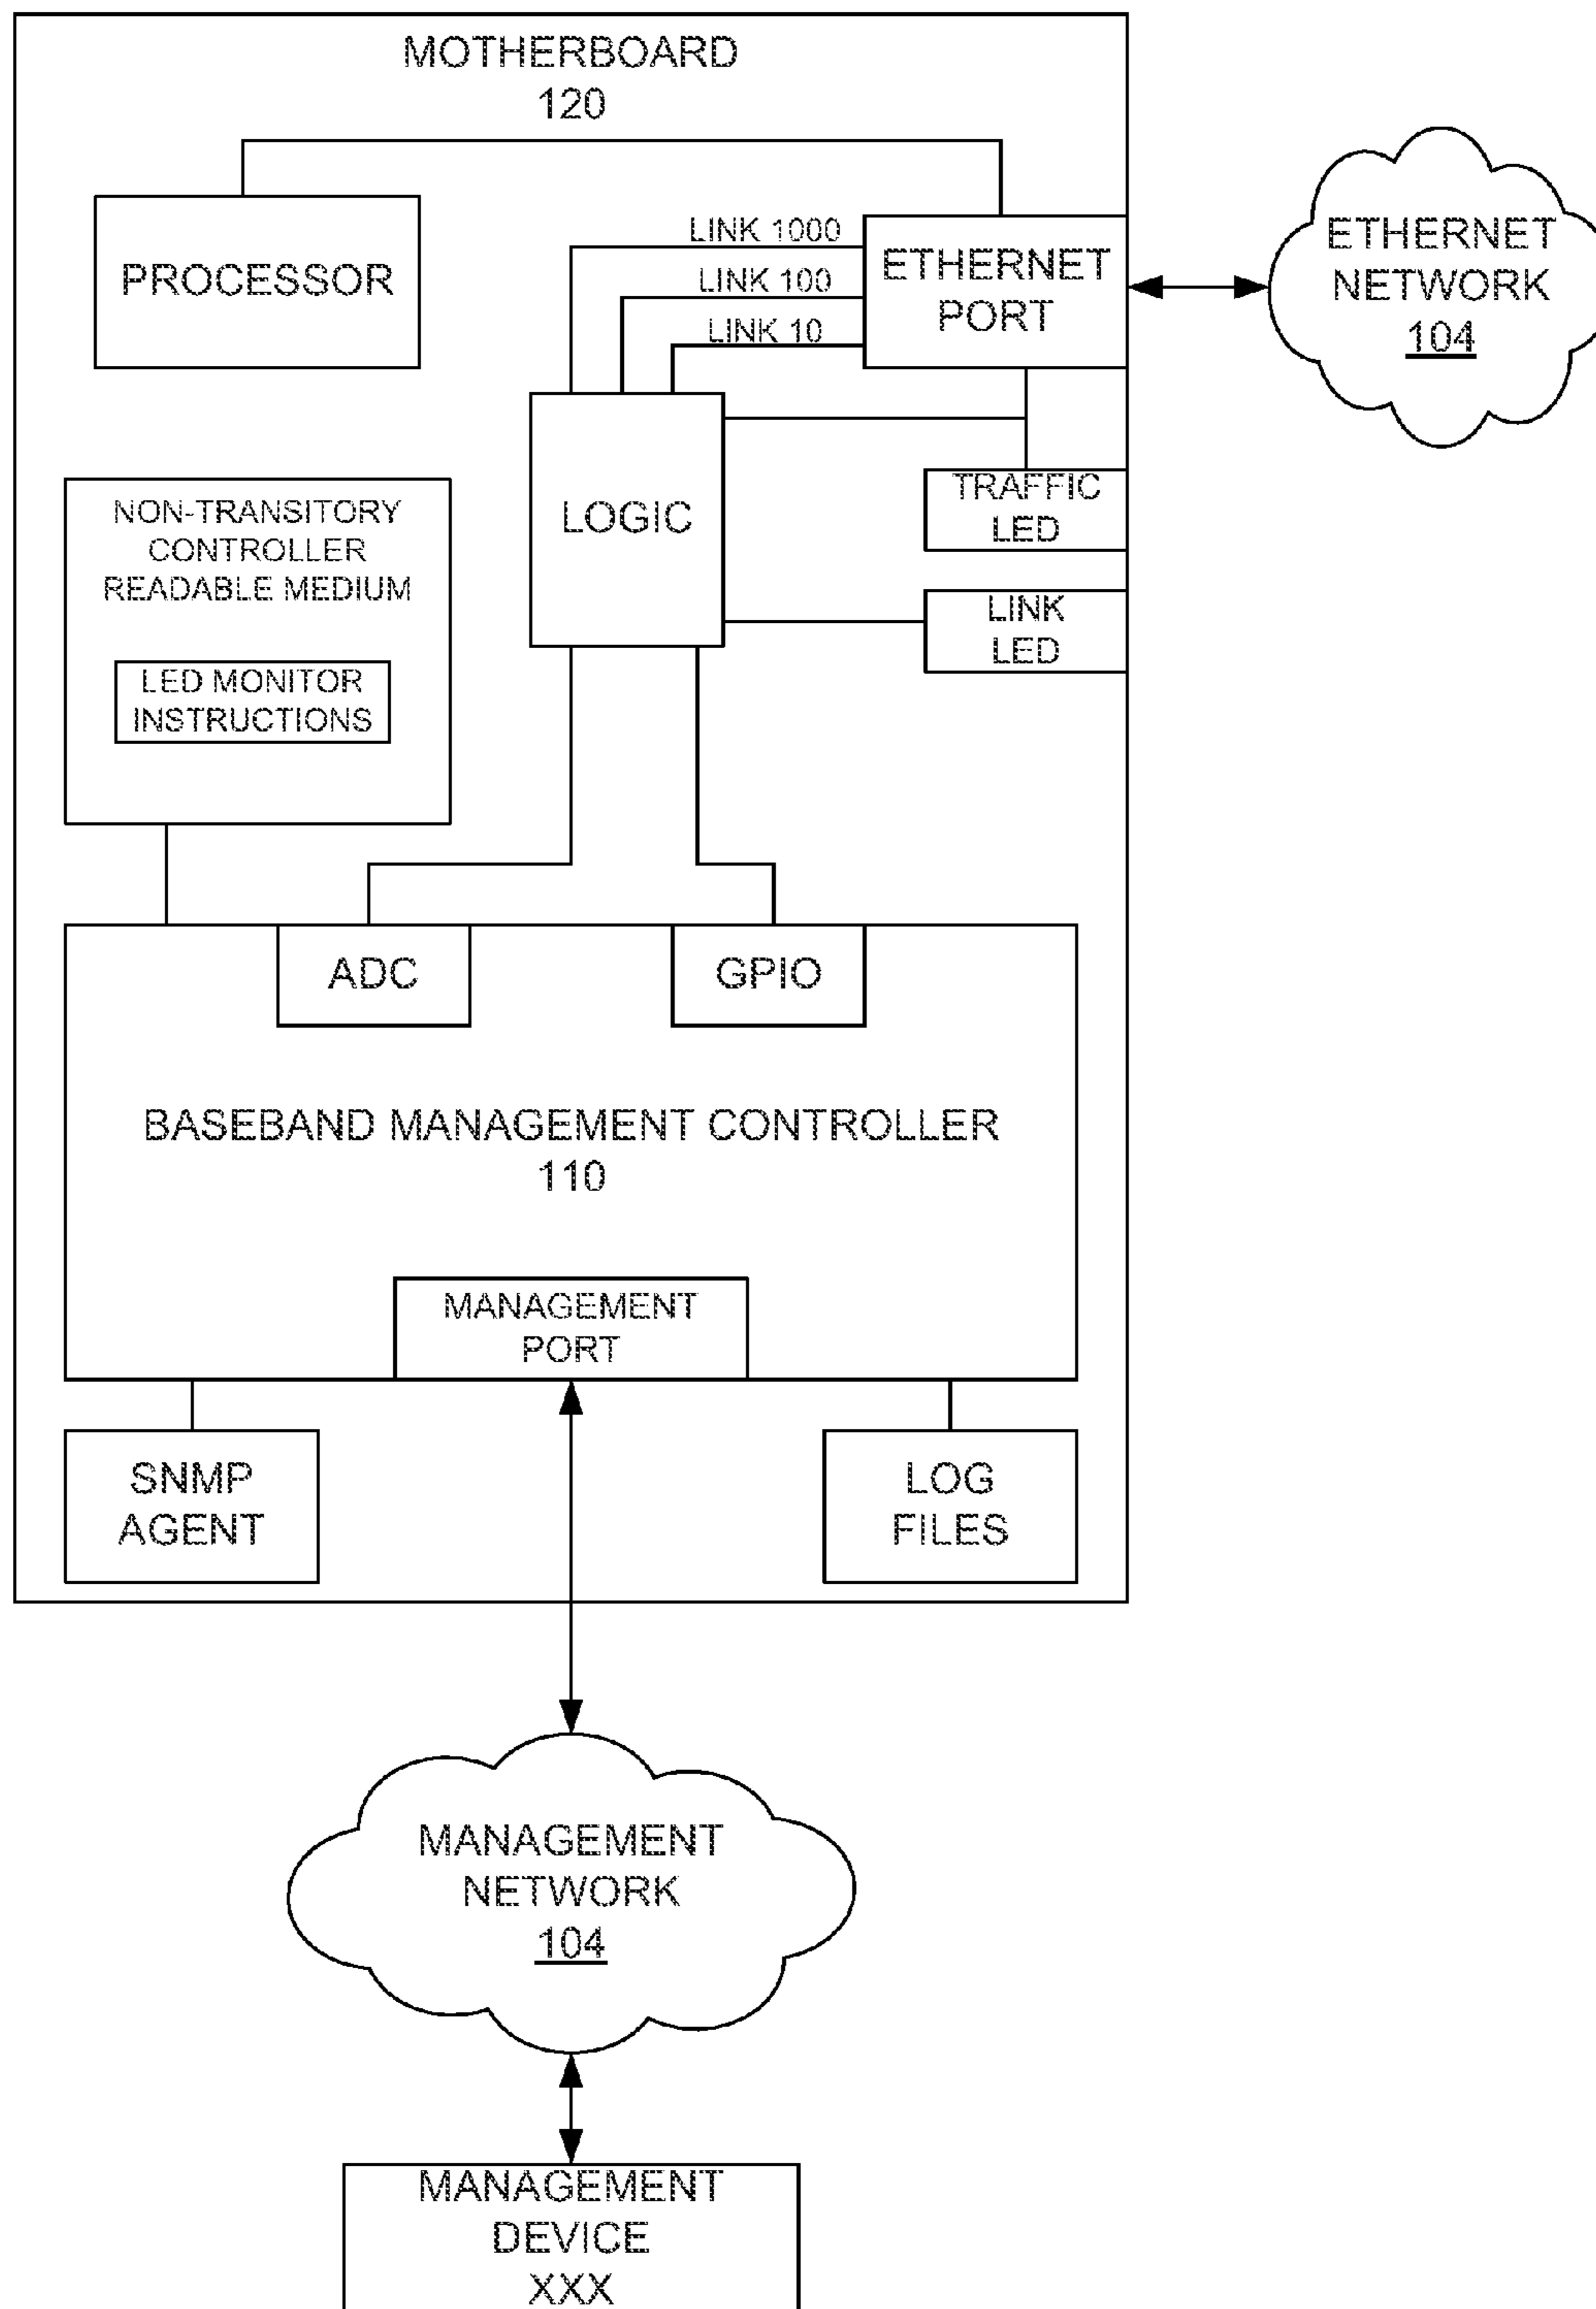 MOTHERBOARD
120
PROCESSOR
LINK 1000
LINK 100
LINK 10
ETHERNET
PORT
ETHERNET
NETWORK
104
LOGIC
TRAFFIC
LED
LINK
LED
NON-TRANSITORY
CONTROLLER
READABLE MEDIUM
LED MONITOR
INSTRUCTIONS
ADC
GPIO
BASEBAND MANAGEMENT CONTROLLER
110
MANAGEMENT
PORT
SNMP
AGENT
LOG
FILES
MANAGEMENT
NETWORK
104
MANAGEMENT
DEVICE
XXX